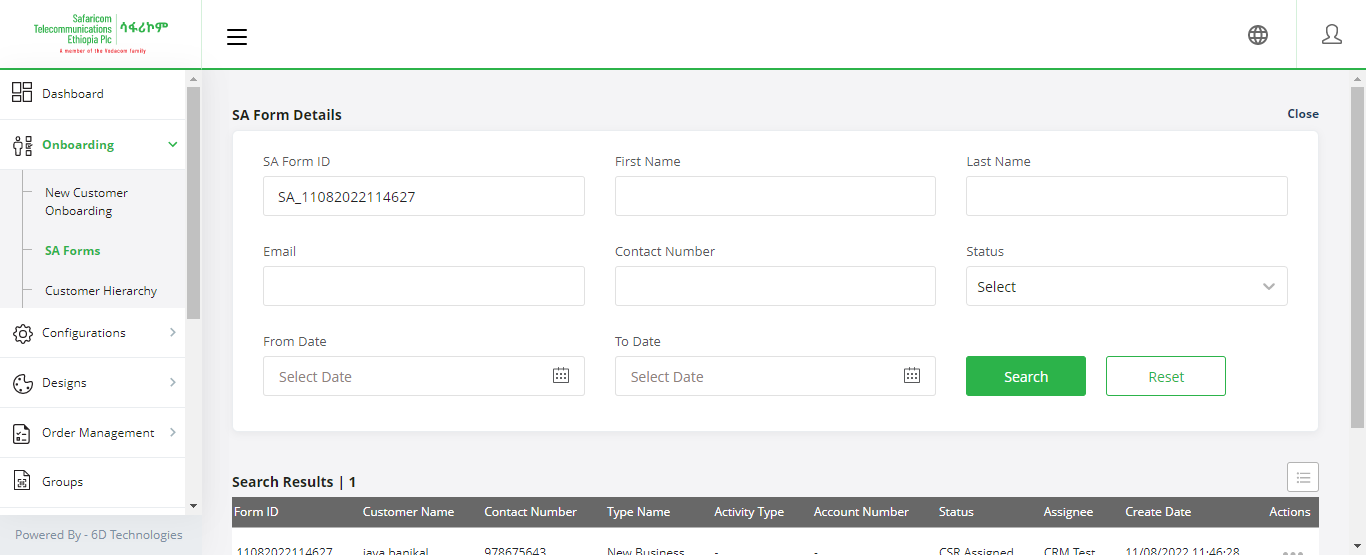 Safaricom
Telecommunications
Ethiopia Plc
ሳፋሪኮም
A member of the Vodacom family
Dashboard
Onboarding
New Customer
Onboarding
SA Forms
Customer Hierarchy
Configurations
Designs
Order Management
Groups
Powered By - 6D Technologies
SA Form Details
Close
SA Form ID First Name Last Name
SA_11082022114627
Email Contact Number Status
Select
From Date To Date
Select Date Select Date Search Reset
Search Results | 1
Form ID Customer Name Contact Number Type Name Activity Type Account Number Status Assignee Create Date Actions
11082022114627 jaya hanikal 978675643 New Business - - CSR Assigned CRM Test 11/08/2022 11:46:28